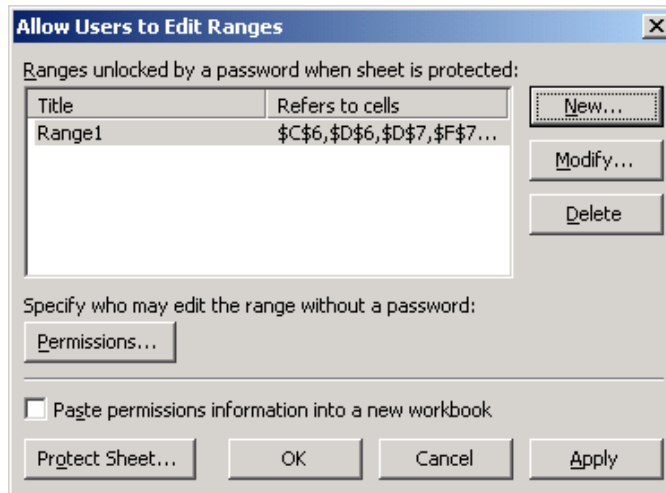 Allow Users to Edit Ranges
Ranges unlocked by a password when sheet is protected:
Title Refers to cells
Range1 $C$6,$D$6,$D$7,$F$7...
New...
Modify...
Delete
Specify who may edit the range without a password:
Permissions...
Paste permissions information into a new workbook
Protect Sheet... OK Cancel Apply